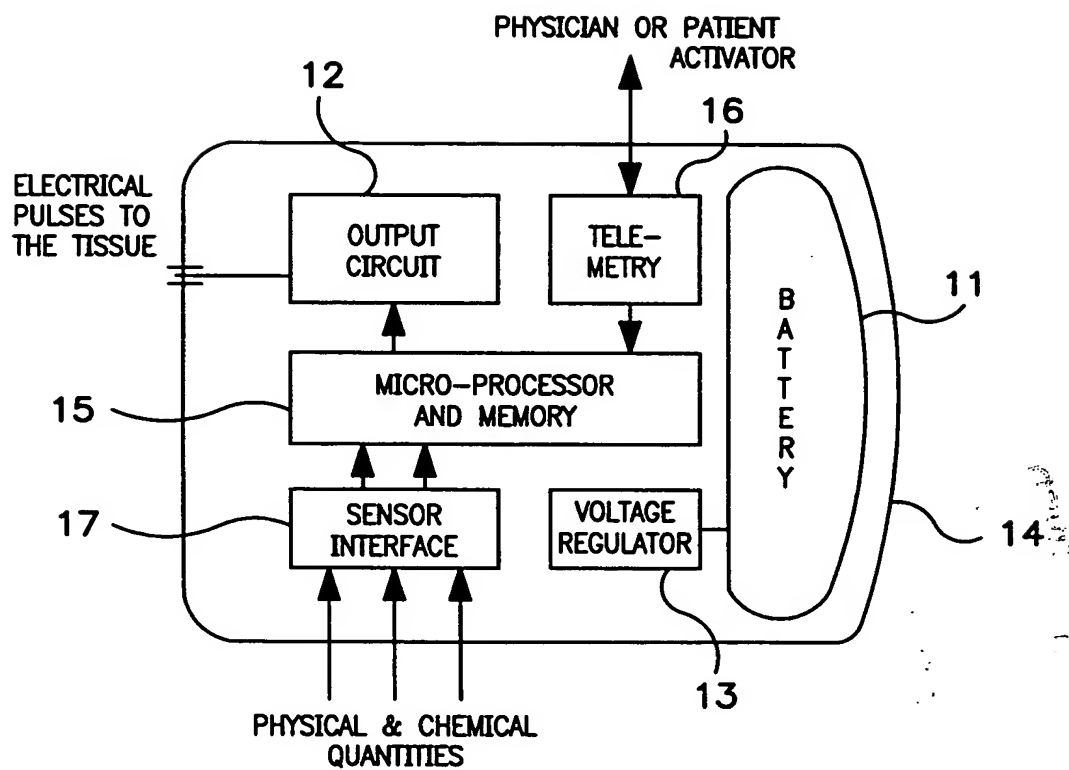 PHYSICIAN OR PATIENT
ACTIVATOR
12
16
ELECTRICAL
PULSES TO
THE TISSUE
OUTPUT
CIRCUIT
TELE-
METRY
BATTERY
11
15
MICRO-PROCESSOR
AND MEMORY
17
SENSOR
INTERFACE
VOLTAGE
REGULATOR
14
13
PHYSICAL & CHEMICAL
QUANTITIES